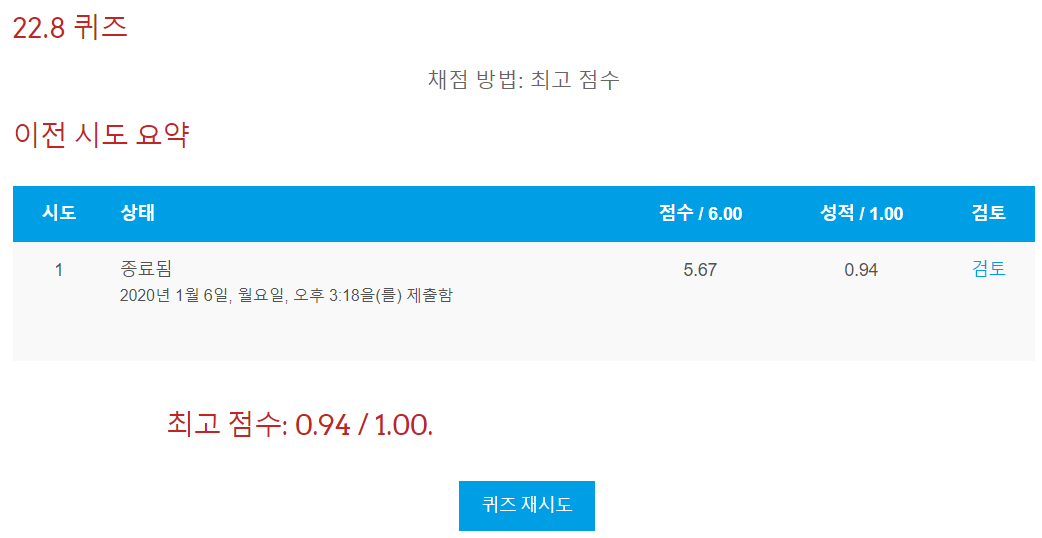 22.8 퀴즈
채점 방법: 최고 점수
이전 시도 요약
시도 상태 점수 / 6.00 성적 / 1.00 검토
1 종료됨 5.67 0.94 검토
2020년 1월 6일, 월요일, 오후 3:18을(를) 제출함
최고 점수: 0.94 / 1.00.
퀴즈 재시도